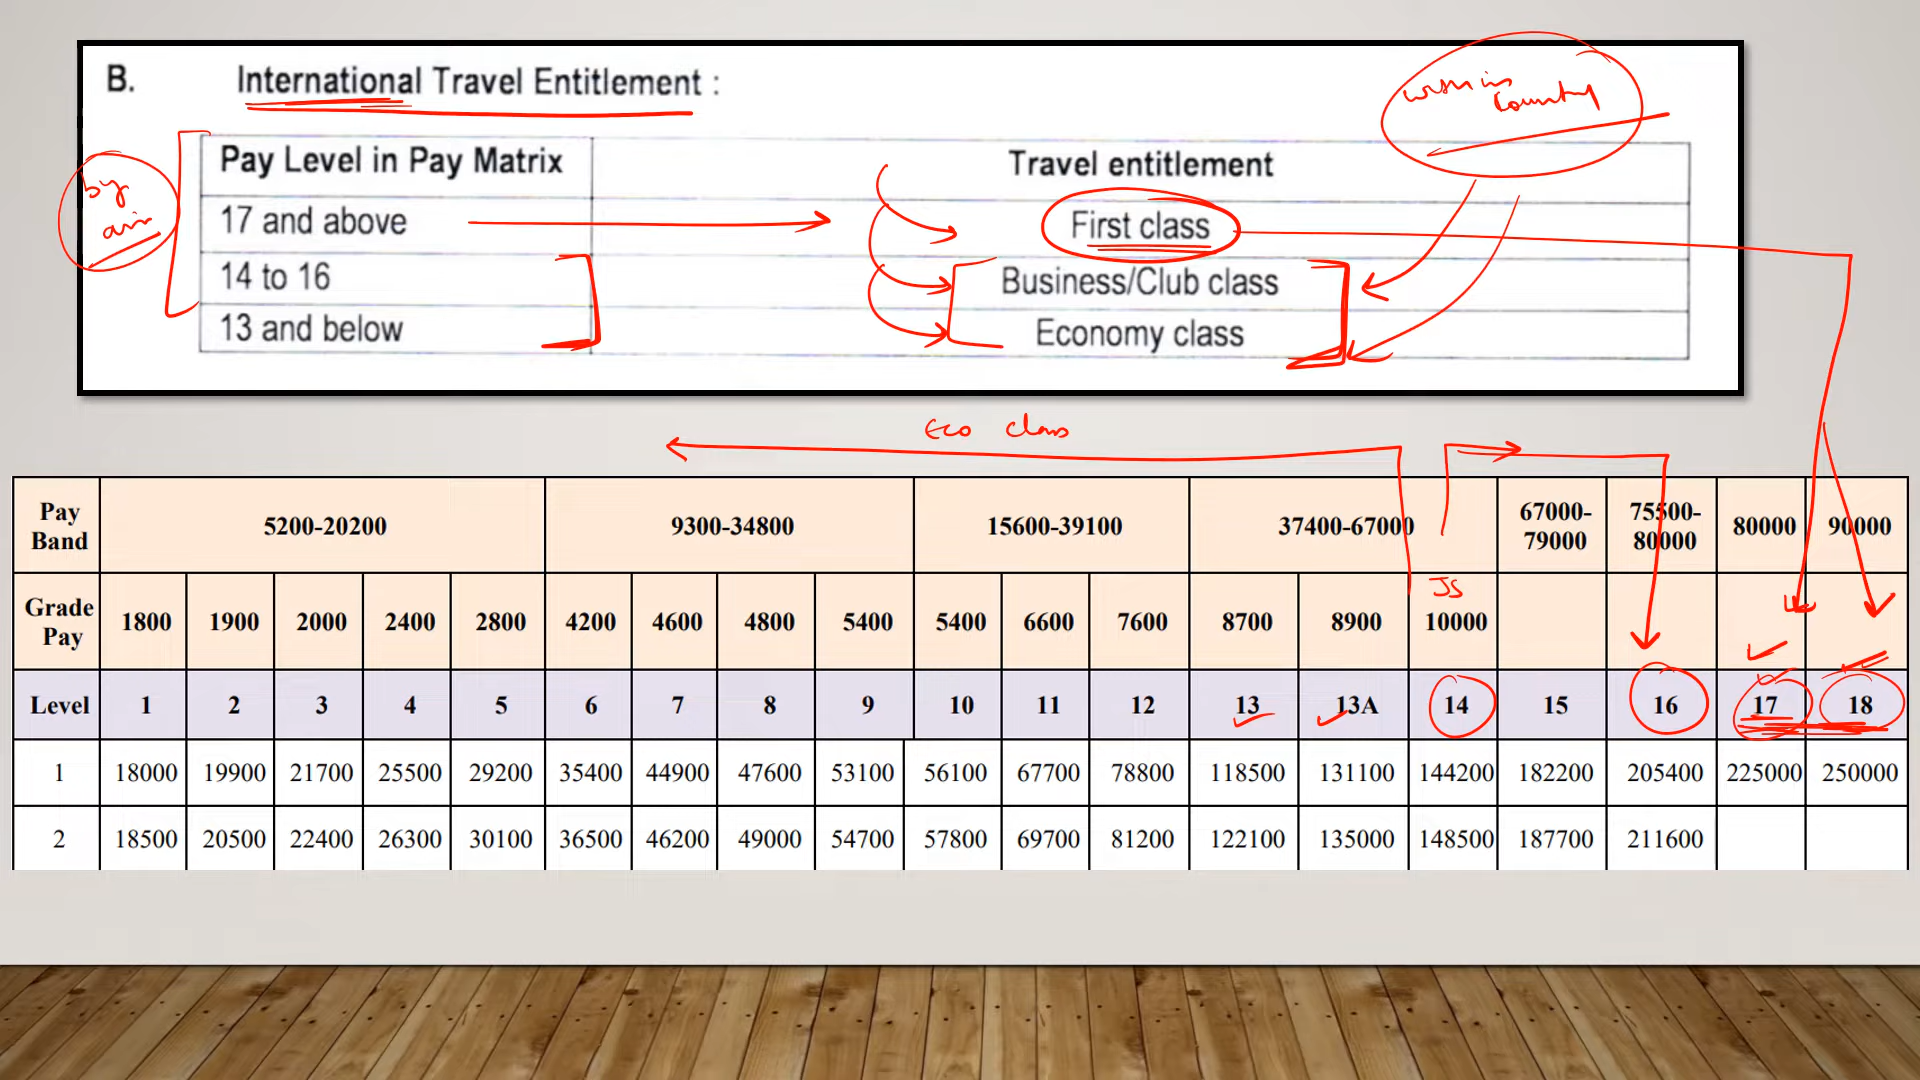 B. International Travel Entitlement :
within country
by air
Pay Level in Pay Matrix Travel entitlement
17 and above First class
14 to 16 Business/Club class
13 and below Economy class
Eco class
Pay Band 5200-20200 9300-34800 15600-39100 37400-67000 67000-79000 75500-80000 80000 90000
JS
Grade Pay 1800 1900 2000 2400 2800 4200 4600 4800 5400 5400 6600 7600 8700 8900 10000
Level 1 2 3 4 5 6 7 8 9 10 11 12 13 13A 14 15 16 17 18
1 18000 19900 21700 25500 29200 35400 44900 47600 53100 56100 67700 78800 118500 131100 144200 182200 205400 225000 250000
2 18500 20500 22400 26300 30100 36500 46200 49000 54700 57800 69700 81200 122100 135000 148500 187700 211600